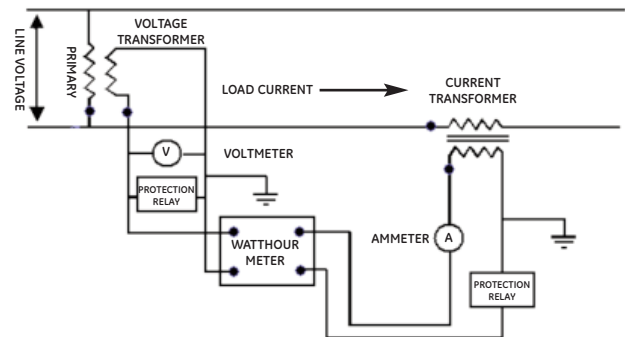 VOLTAGE
TRANSFORMER
LINE VOLTAGE
PRIMARY
LOAD CURRENT
CURRENT
TRANSFORMER
V
VOLTMETER
PROTECTION
RELAY
WATTHOUR
METER
AMMETER
A
PROTECTION
RELAY